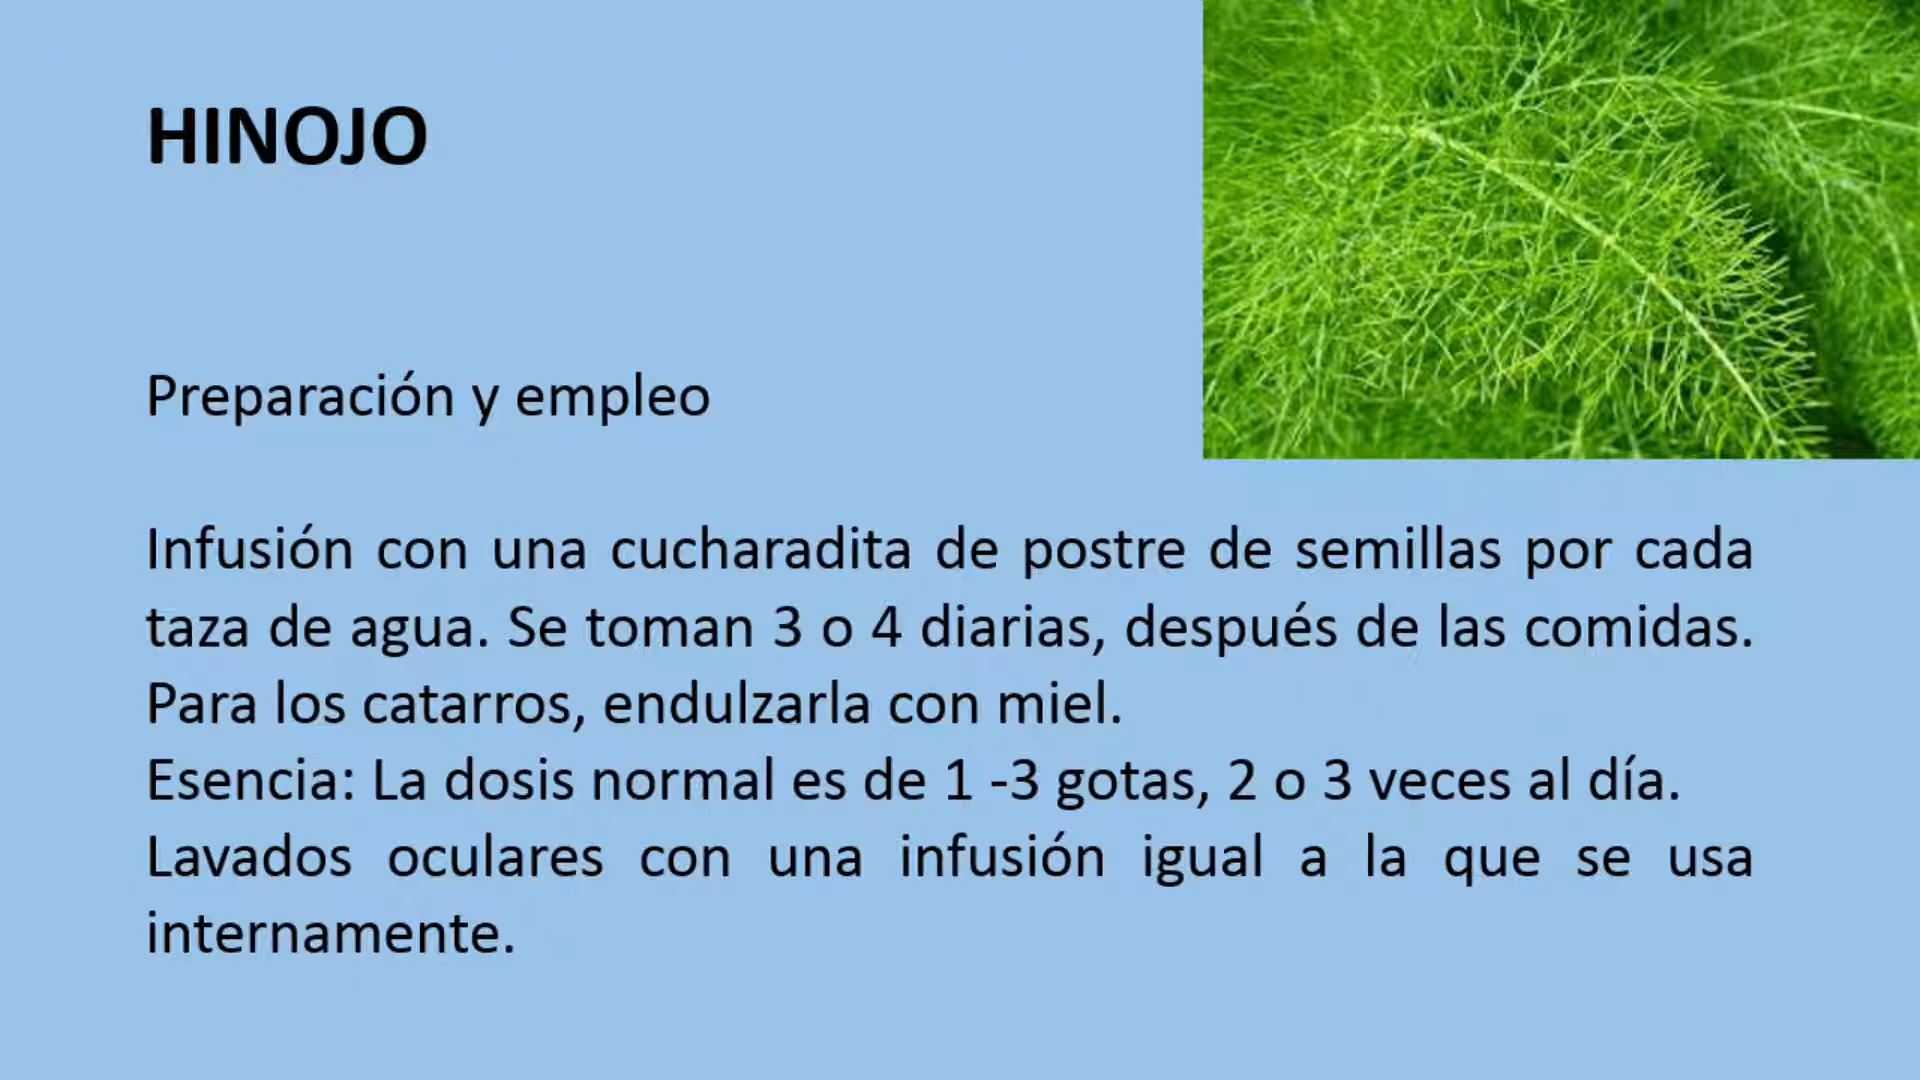 HINOJO
Preparación y empleo
Infusión con una cucharadita de postre de semillas por cada
taza de agua. Se toman 3 o 4 diarias, después de las comidas.
Para los catarros, endulzarla con miel.
Esencia: La dosis normal es de 1 -3 gotas, 2 o 3 veces al día.
Lavados oculares con una infusión igual a la que se usa
internamente.